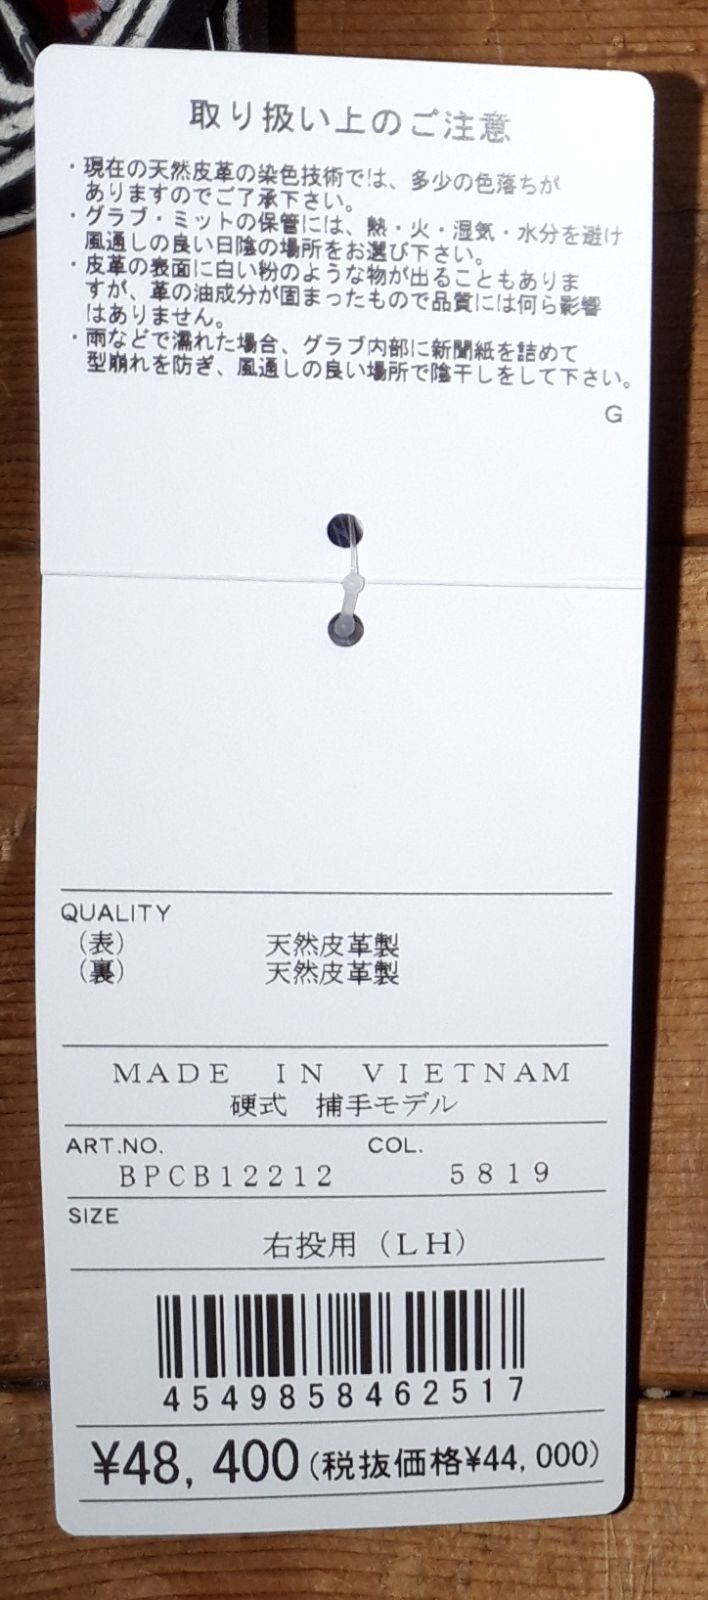 取り扱い上のご注意
・現在の天然皮革の染色技術では、多少の色落ちが
ありますのでご了承下さい。
・グラブ・ミットの保管には、熱・火・湿気・水分を避け
風通しの良い日陰の場所をお選び下さい。
・皮革の表面に白い粉のような物が出ることもありま
すが、革の油成分が固まったもので品質には何ら影響
はありません。
・雨などで濡れた場合、グラブ内部に新聞紙を詰めて
型崩れを防ぎ、風通しの良い場所で陰干しをして下さい。
G
QUALITY
(表) 天然皮革製
(裏) 天然皮革製
MADE IN VIETNAM
硬式 捕手モデル
ART.NO. COL.
BPCB12212 5819
SIZE
右投用(LH)
4549858462517
¥48,400(税抜価格¥44,000)